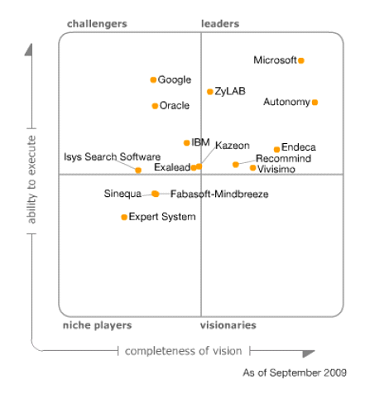 challengers
leaders
Microsoft
Google
ZyLAB
Oracle
Autonomy
IBM
Kazeon
Endeca
Isys Search Software
Recommind
Exalead
Vivisimo
Sinequa
Fabasoft-Mindbreeze
Expert System
ability to execute
niche players
visionaries
completeness of vision
As of September 2009